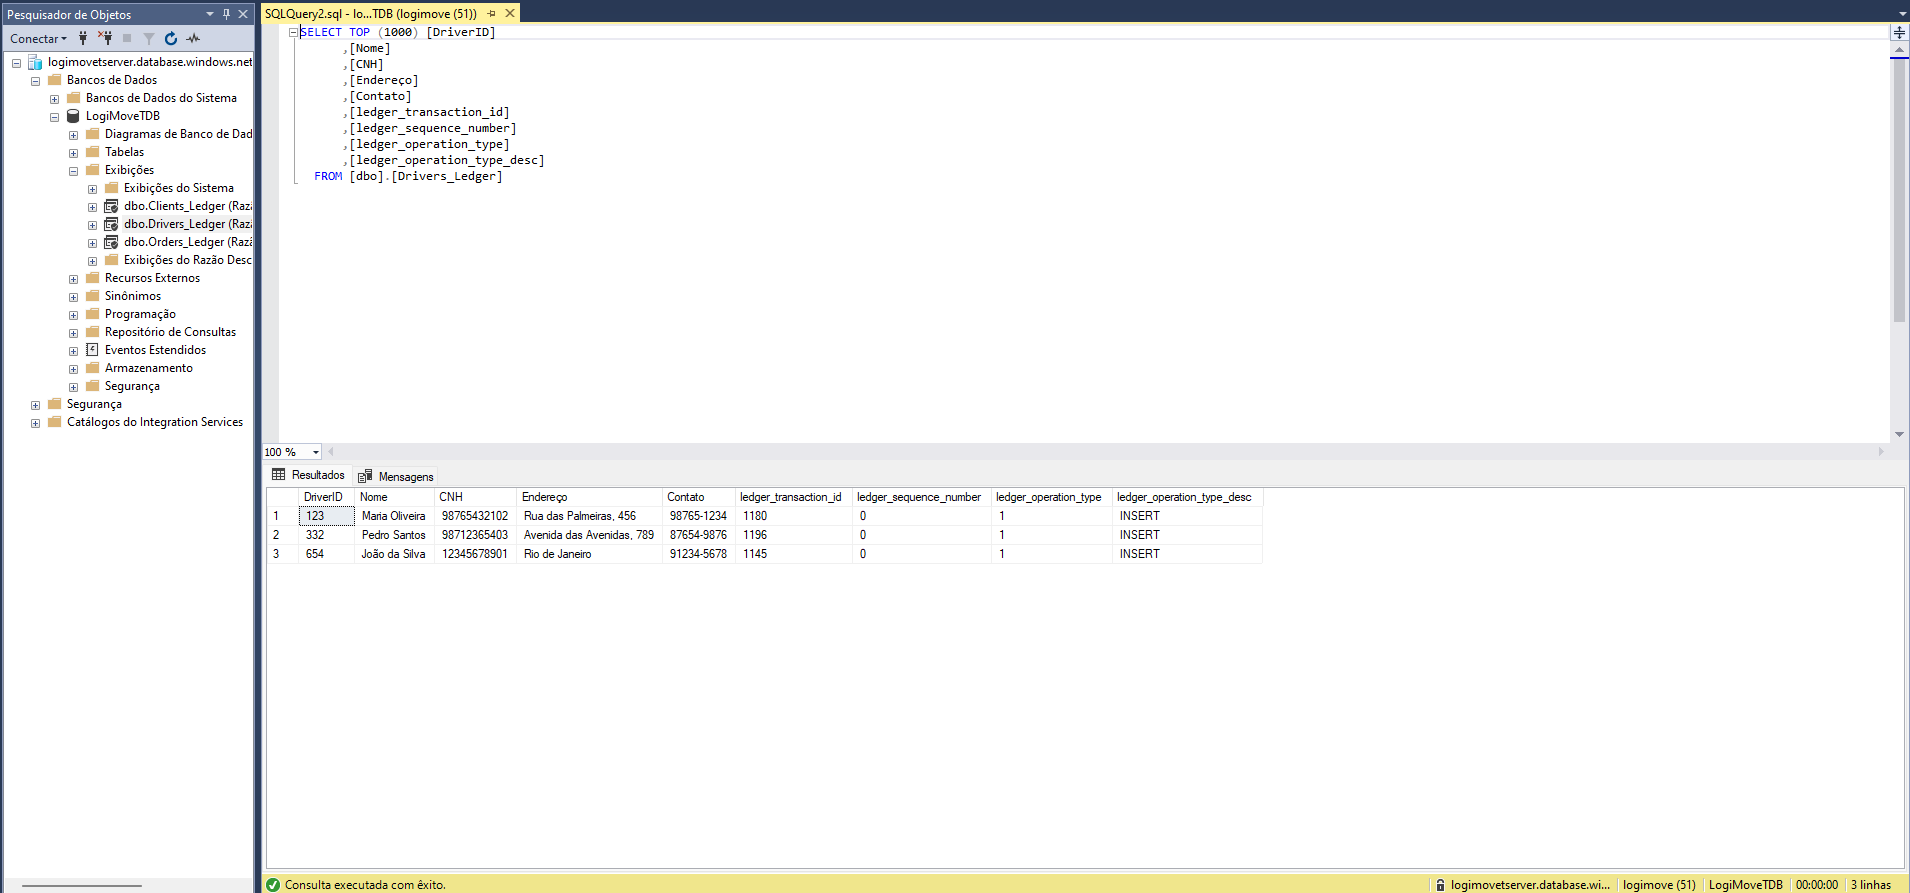 Pesquisador de Objetos
Conectar
logimovetserver.database.windows.net
Bancos de Dados
Bancos de Dados do Sistema
LogiMoveTDB
Diagramas de Banco de Dad
Tabelas
Exibições
Exibições do Sistema
dbo.Clients_Ledger (Raz
dbo.Drivers_Ledger (Raz
dbo.Orders_Ledger (Raz
Exibições do Razão Desc
Recursos Externos
Sinônimos
Programação
Repositório de Consultas
Eventos Estendidos
Armazenamento
Segurança
Segurança
Catálogos do Integration Services
SQLQuery2.sql - lo...TDB (logimove (51))
SELECT TOP (1000) [DriverID]
,[Nome]
,[CNH]
,[Endereço]
,[Contato]
,[ledger_transaction_id]
,[ledger_sequence_number]
,[ledger_operation_type]
,[ledger_operation_type_desc]
FROM [dbo].[Drivers_Ledger]
100 %
Resultados Mensagens
DriverID Nome CNH Endereço Contato ledger_transaction_id ledger_sequence_number ledger_operation_type ledger_operation_type_desc
1 123 Maria Oliveira 98765432102 Rua das Palmeiras, 456 98765-1234 1180 0 1 INSERT
2 332 Pedro Santos 98712365403 Avenida das Avenidas, 789 87654-9876 1196 0 1 INSERT
3 654 João da Silva 12345678901 Rio de Janeiro 91234-5678 1145 0 1 INSERT
Consulta executada com êxito. logimovetserver.database.wi... logimove (51) LogiMoveTDB 00:00:00 3 linhas